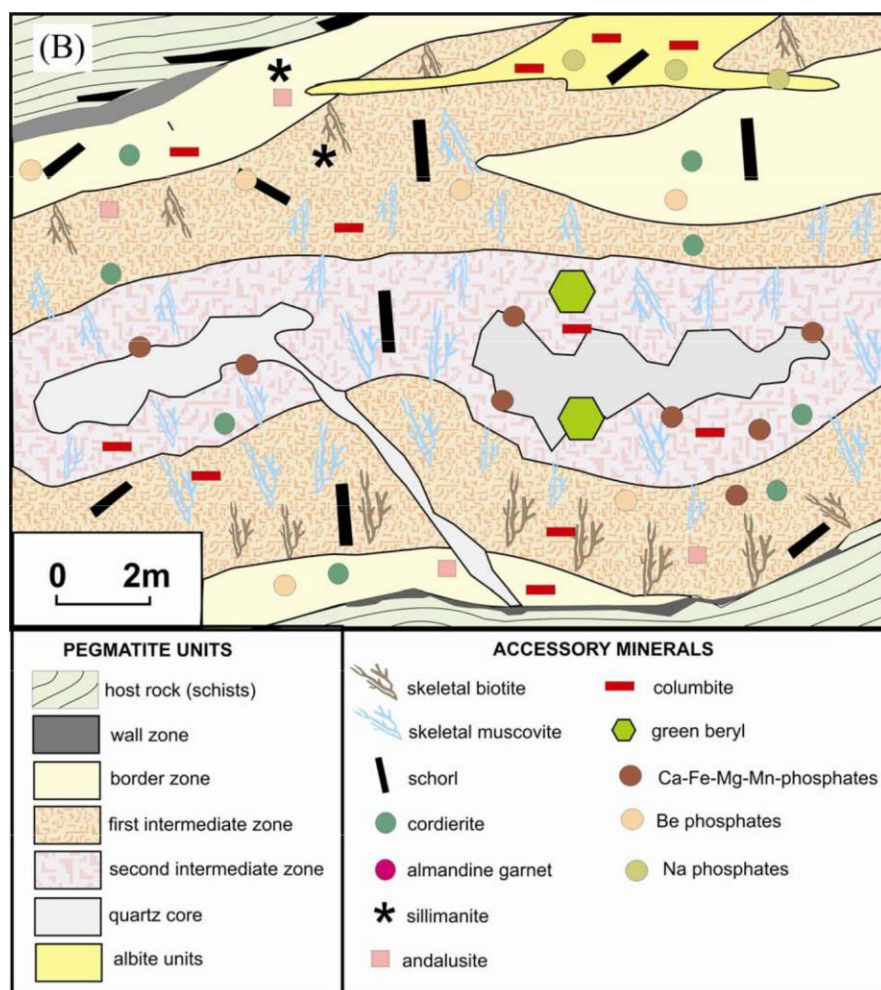 (B)
0 2m
PEGMATITE UNITS
host rock (schists)
wall zone
border zone
first intermediate zone
second intermediate zone
quartz core
albite units
ACCESSORY MINERALS
skeletal biotite
skeletal muscovite
schorl
cordierite
almandine garnet
sillimanite
andalusite
columbite
green beryl
Ca-Fe-Mg-Mn-phosphates
Be phosphates
Na phosphates